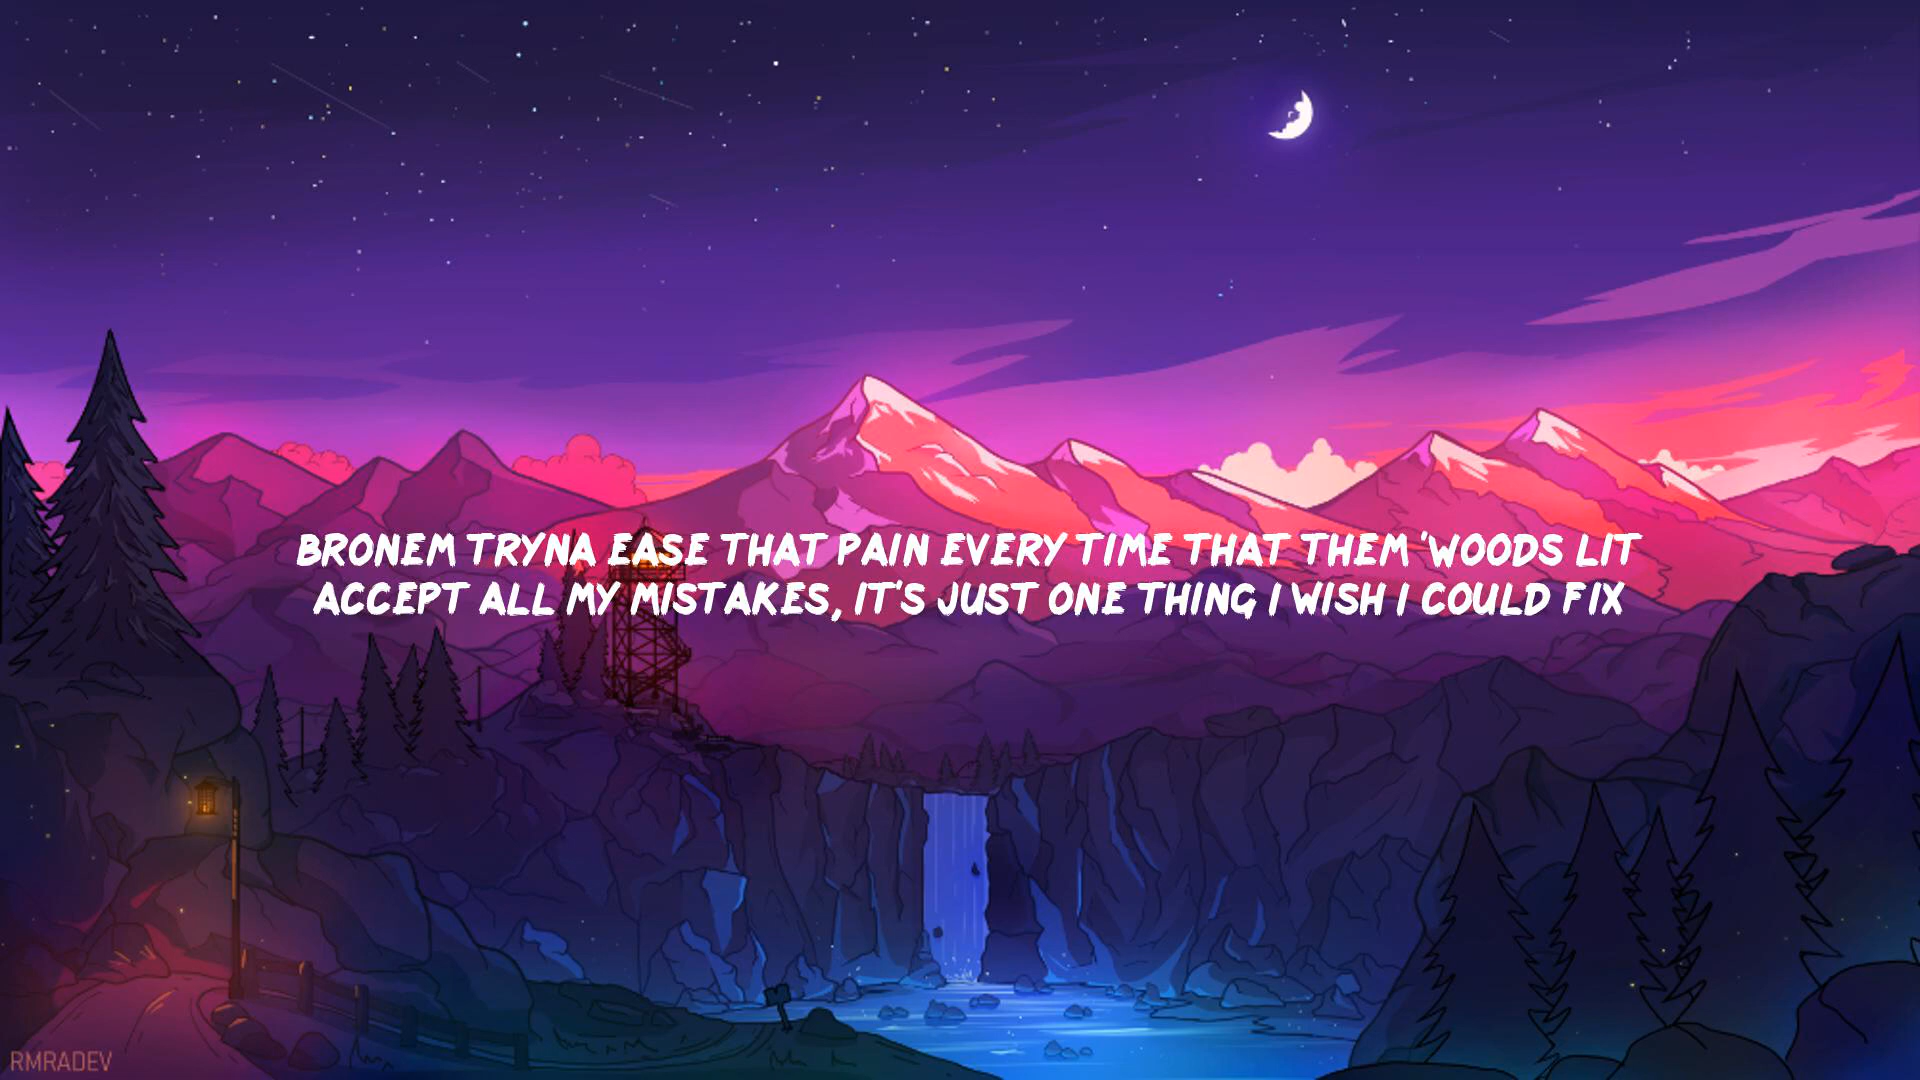 BRONEM TRYNA EASE THAT PAIN EVERY TIME THAT THEM 'WOODS LIT
ACCEPT ALL MY MISTAKES, IT'S JUST ONE THING I WISH I COULD FIX
RMRADEV